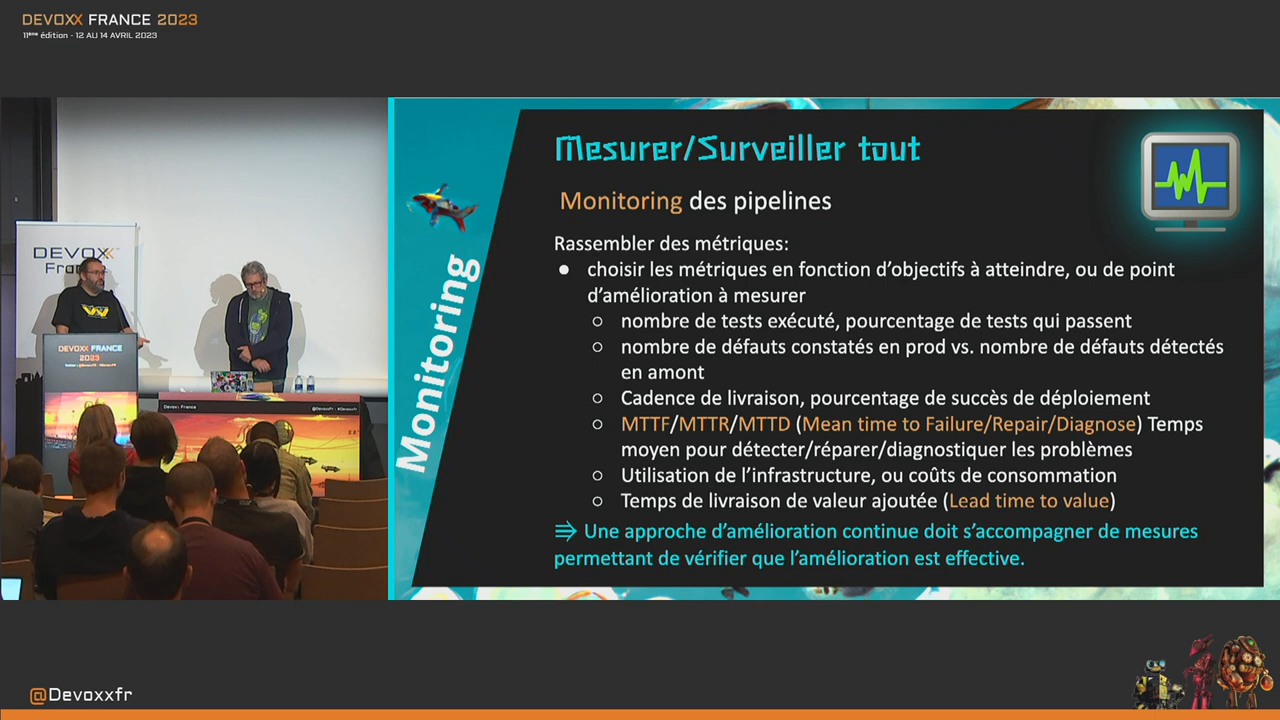 DEVOXX FRANCE 2023
11ème édition - 12 AU 14 AVRIL 2023
DEVOXX
Fran
DEVOXX FRANCE
2023
Devoxx France
Monitoring
Mesurer/Surveiller tout
Monitoring des pipelines
Rassembler des métriques:
● choisir les métriques en fonction d'objectifs à atteindre, ou de point
d'amélioration à mesurer
○ nombre de tests exécuté, pourcentage de tests qui passent
○ nombre de défauts constatés en prod vs. nombre de défauts détectés
en amont
○ Cadence de livraison, pourcentage de succès de déploiement
○ MTTF/MTTR/MTTD (Mean time to Failure/Repair/Diagnose) Temps
moyen pour détecter/réparer/diagnostiquer les problèmes
○ Utilisation de l'infrastructure, ou coûts de consommation
○ Temps de livraison de valeur ajoutée (Lead time to value)
⇒ Une approche d'amélioration continue doit s'accompagner de mesures
permettant de vérifier que l'amélioration est effective.
@Devoxxfr